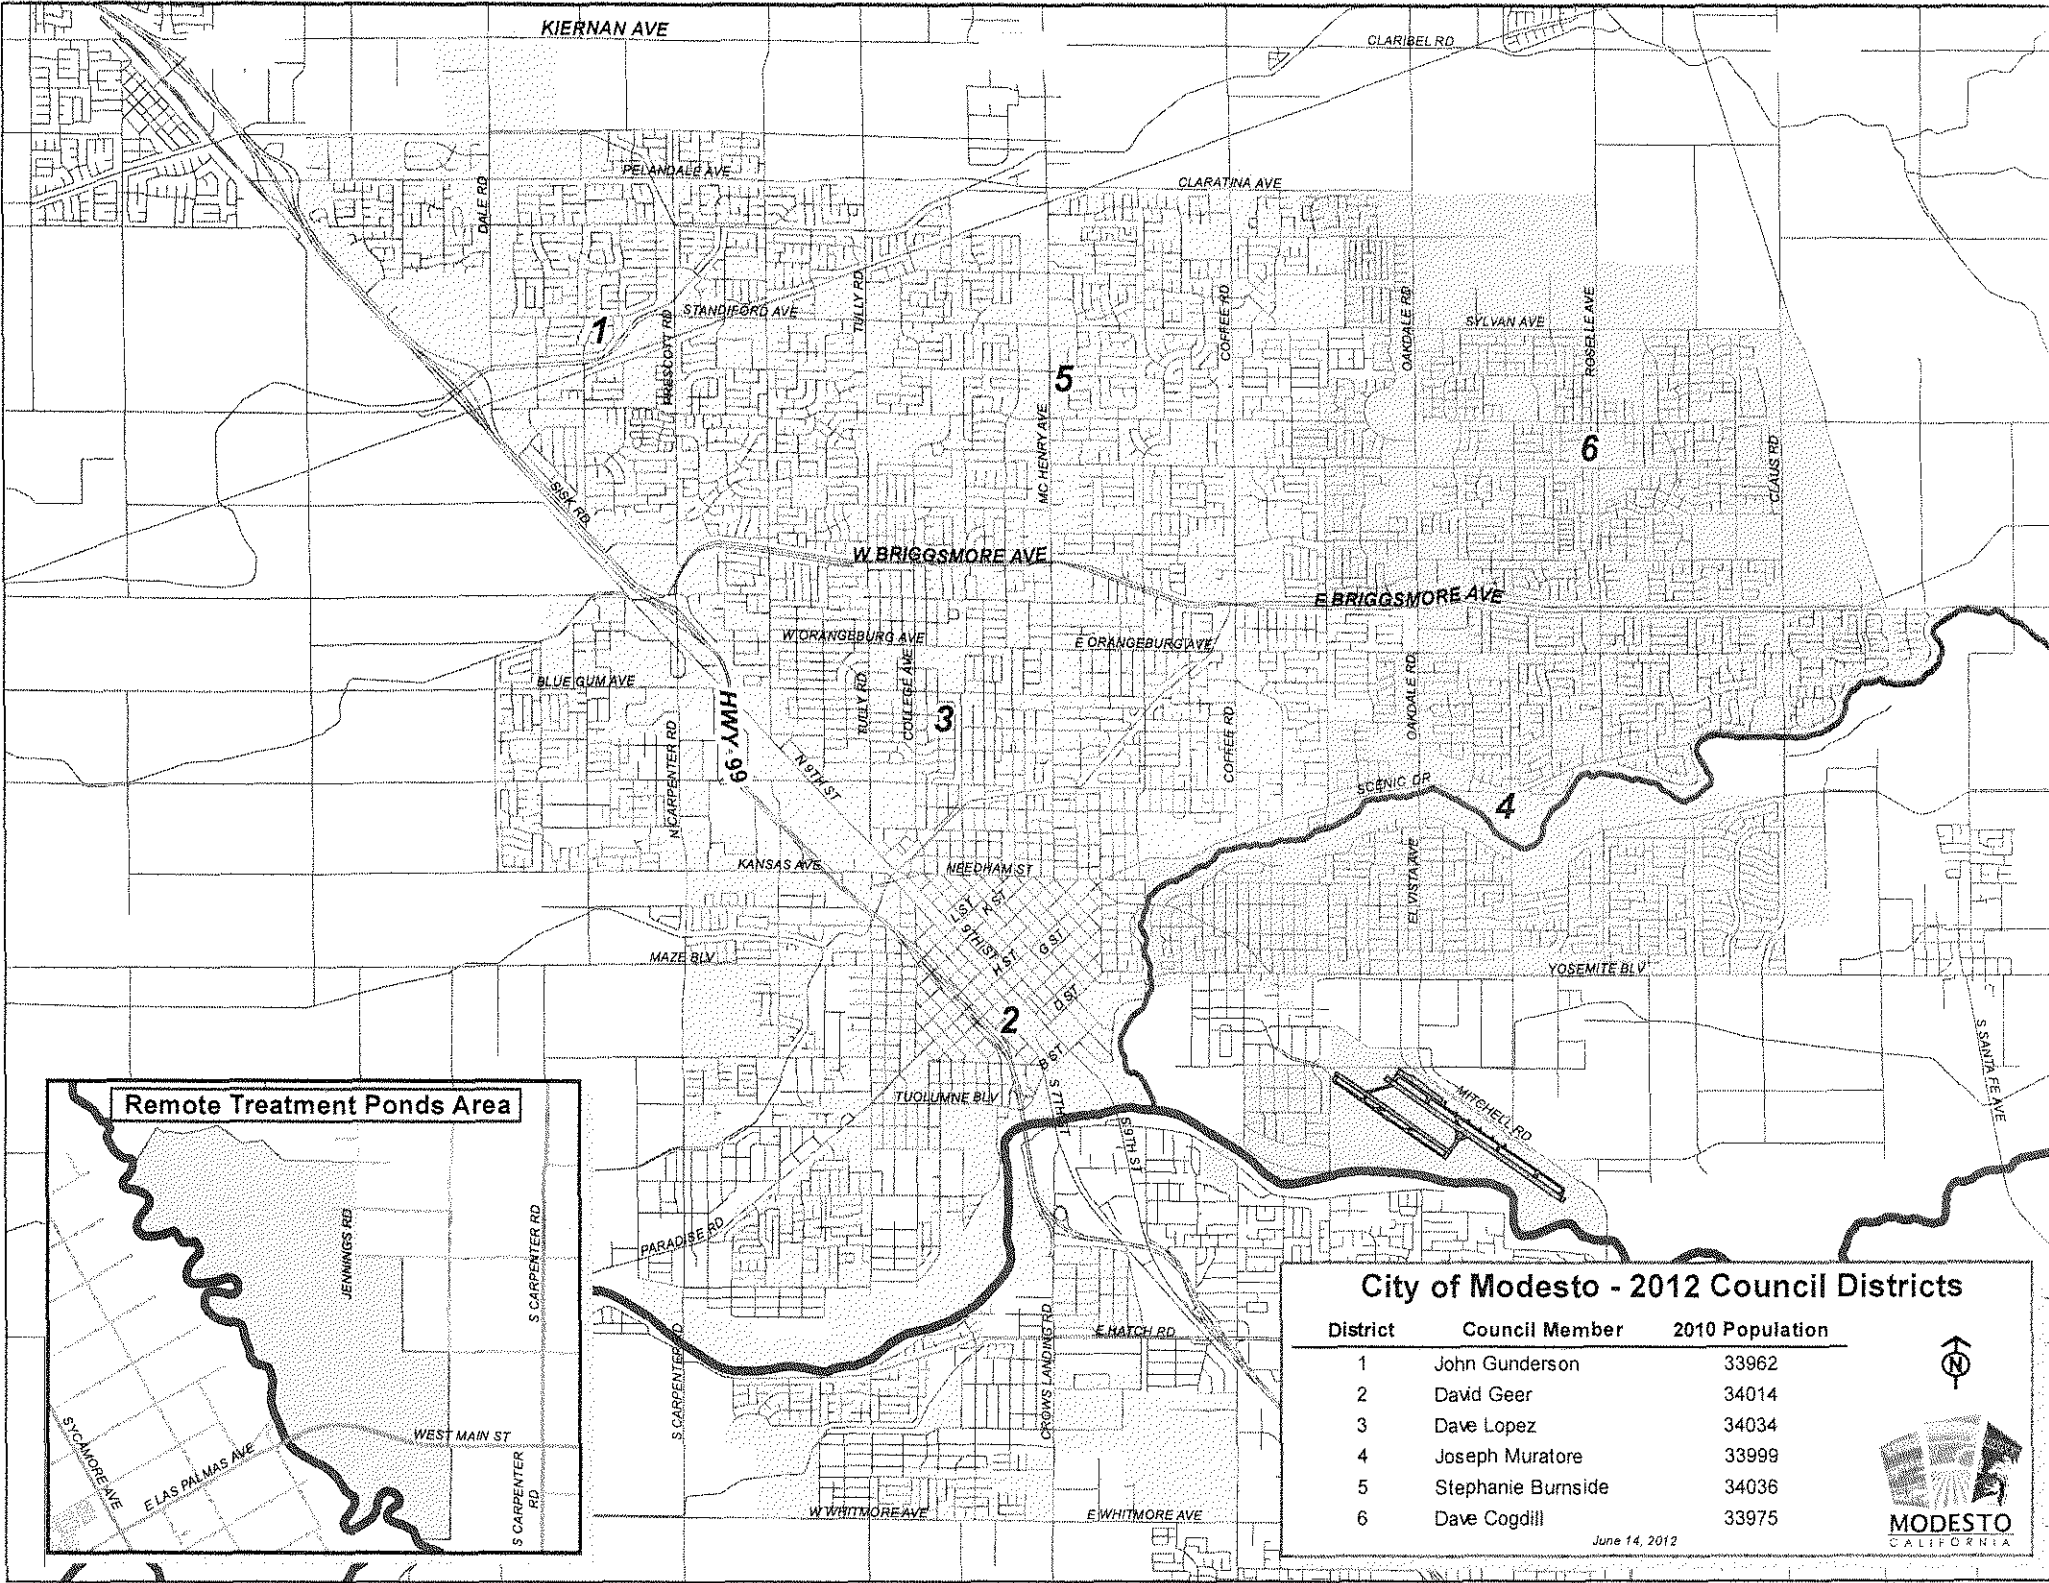 KIERNAN AVE
CLARIBEL RD
PELANDALE AVE
CLARATINA AVE
DALE RD
TULLY RD
STANDIFORD AVE
PRESCOTT RD
1
COFFEE RD
OAKDALE RD
SYLVAN AVE
ROSELLE AVE
5
MC HENRY AVE
6
CLAUS RD
SISK RD
W BRIGGSMORE AVE
E BRIGGSMORE AVE
W ORANGEBURG AVE
E ORANGEBURG AVE
BLUE GUM AVE
HWY 99
TULLY RD
COLLEGE AVE
3
COFFEE RD
OAKDALE RD
N CARPENTER RD
N 9TH ST
SCENIC DR
4
KANSAS AVE
NEEDHAM ST
EL VISTA AVE
L ST
K ST
9TH ST
H ST
G ST
MAZE BLV
YOSEMITE BLV
D ST
2
B ST
S SANTA FE AVE
TUOLUMNE BLV
S 7TH ST
S 9TH ST
MITCHELL RD
Remote Treatment Ponds Area
JENNINGS RD
S CARPENTER RD
PARADISE RD
S CARPENTER RD
CROWS LANDING RD
E HATCH RD
WEST MAIN ST
SYCAMORE AVE
E LAS PALMAS AVE
S CARPENTER
RD
W WHITMORE AVE
E WHITMORE AVE
City of Modesto - 2012 Council Districts
District Council Member 2010 Population
1 John Gunderson 33962
2 David Geer 34014
3 Dave Lopez 34034
4 Joseph Muratore 33999
5 Stephanie Burnside 34036
6 Dave Cogdill 33975
June 14, 2012
N
MODESTO
CALIFORNIA